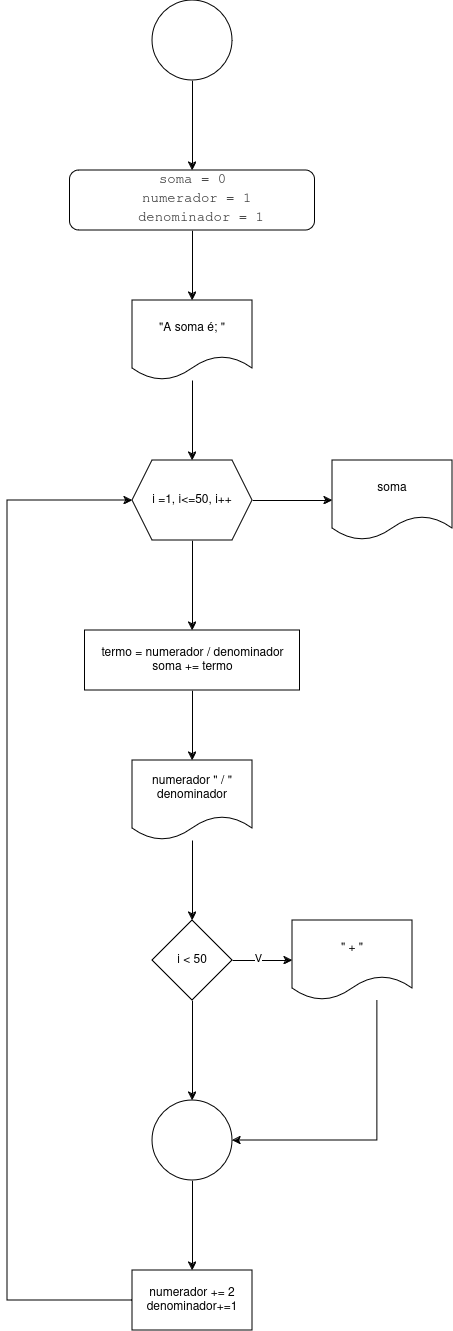 soma = 0
numerador = 1
denominador = 1
"A soma é; "
i =1, i<=50, i++
soma
termo = numerador / denominador
soma += termo
numerador " / "
denominador
i < 50
V
" + "
numerador += 2
denominador+=1